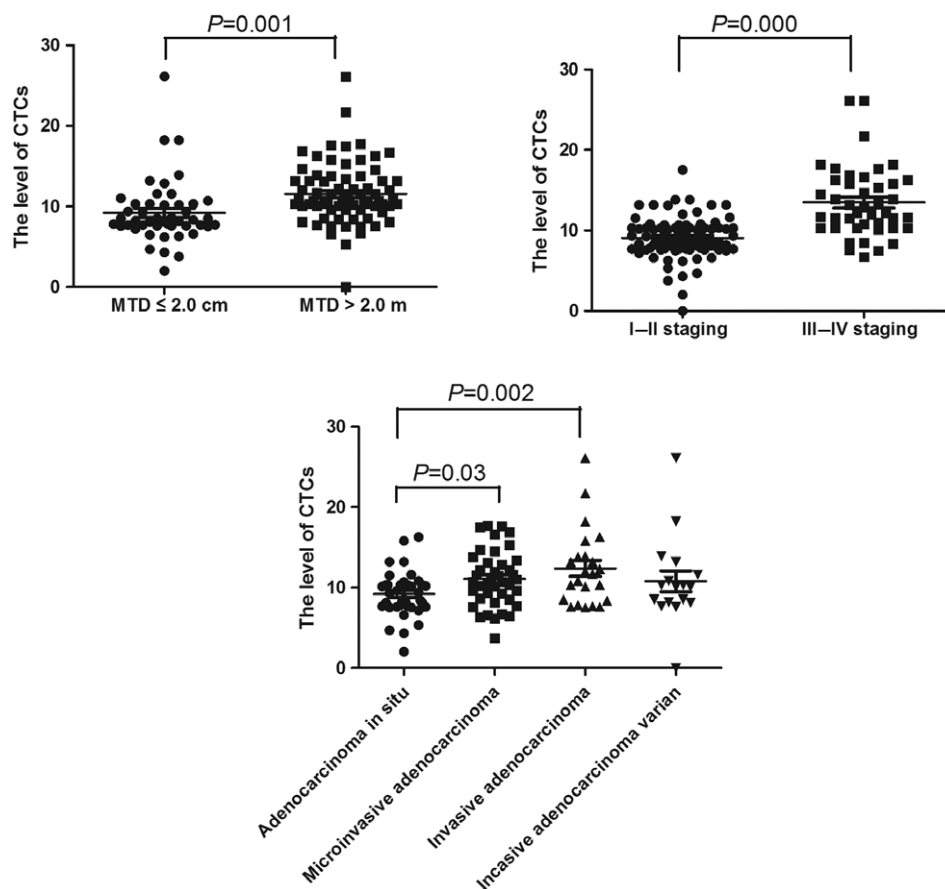 P=0.001
The level of CTCs
30
20
10
0
MTD ≤ 2.0 cm
MTD > 2.0 m
P=0.000
The level of CTCs
30
20
10
0
I–II staging
III–IV staging
P=0.002
P=0.03
The level of CTCs
30
20
10
0
Adenocarcinoma in situ
Microinvasive adenocarcinoma
Invasive adenocarcinoma
Incasive adenocarcinoma varian